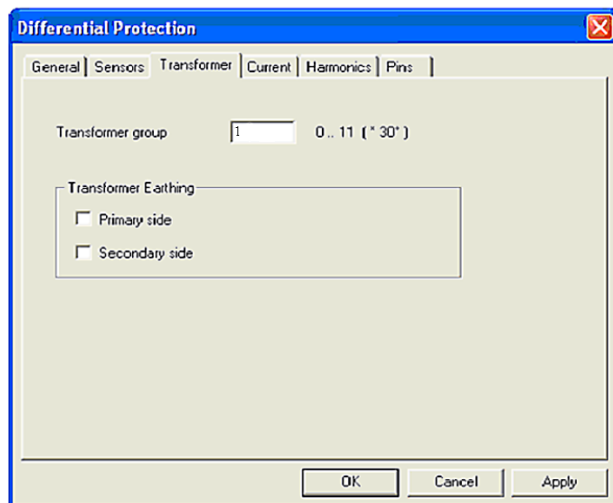 Differential Protection
General Sensors Transformer Current Harmonics Pins
Transformer group 1 0 .. 11 ( * 30° )
Transformer Earthing
Primary side
Secondary side
OK Cancel Apply